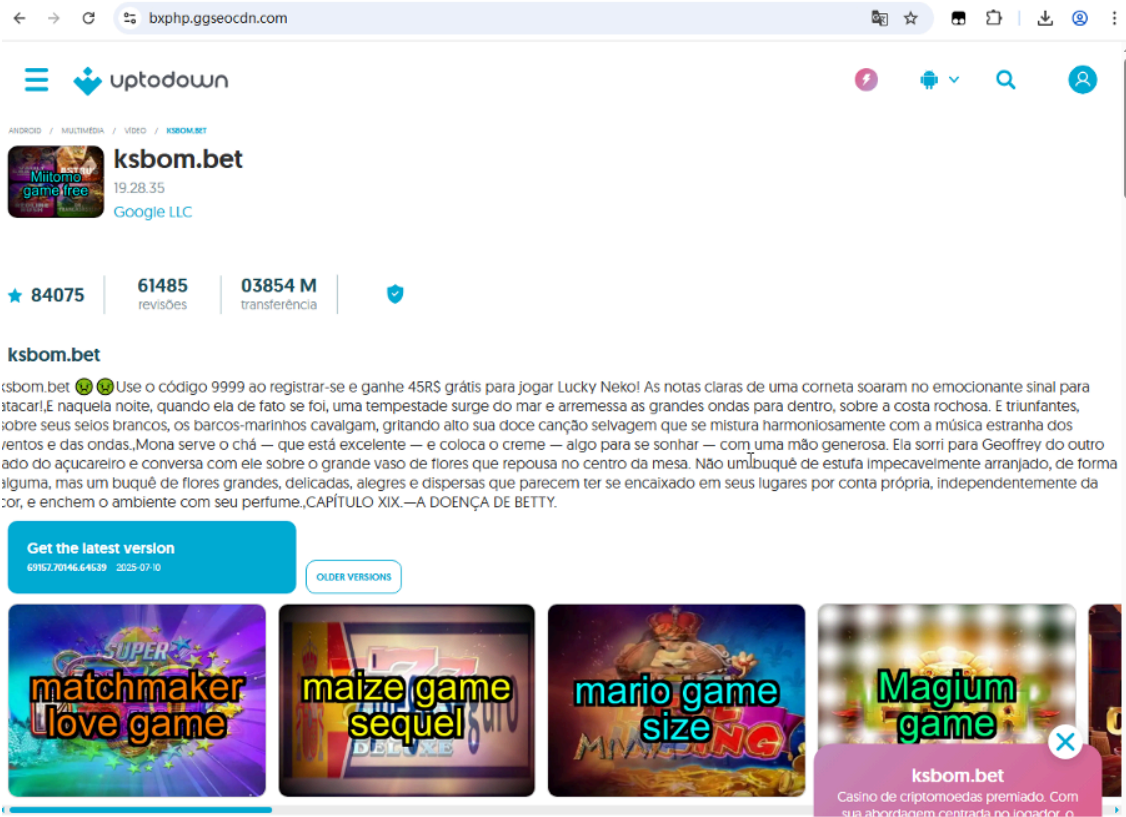 bxphp.ggseocdn.com
uptodown
ANDROID / MULTIMÉDIA / VÍDEO / KSBOM.BET
Miitomo
game free
ksbom.bet
19.28.35
Google LLC
84075
61485
revisões
03854 M
transferência
ksbom.bet
ksbom.bet 🤢🤢Use o código 9999 ao registrar-se e ganhe 45R$ grátis para jogar Lucky Neko! As notas claras de uma corneta soaram no emocionante sinal para
atacar!,E naquela noite, quando ela de fato se foi, uma tempestade surge do mar e arremessa as grandes ondas para dentro, sobre a costa rochosa. E triunfantes,
sobre seus seios brancos, os barcos-marinhos cavalgam, gritando alto sua doce canção selvagem que se mistura harmoniosamente com a música estranha dos
ventos e das ondas.,Mona serve o chá — que está excelente — e coloca o creme — algo para se sonhar — com uma mão generosa. Ela sorri para Geoffrey do outro
lado do açucareiro e conversa com ele sobre o grande vaso de flores que repousa no centro da mesa. Não um buquê de estufa impecavelmente arranjado, de forma
alguma, mas um buquê de flores grandes, delicadas, alegres e dispersas que parecem ter se encaixado em seus lugares por conta própria, independentemente da
cor, e enchem o ambiente com seu perfume.,CAPÍTULO XIX.—A DOENÇA DE BETTY.
Get the latest version
69157.70146.64539 2025-07-10
OLDER VERSIONS
SUPER
matchmaker
love game
maize game
sequel
DELUXE
mario game
size
Magium
game
ksbom.bet
Casino de criptomoedas premiado. Com
sua abordagem centrada no jogador, o